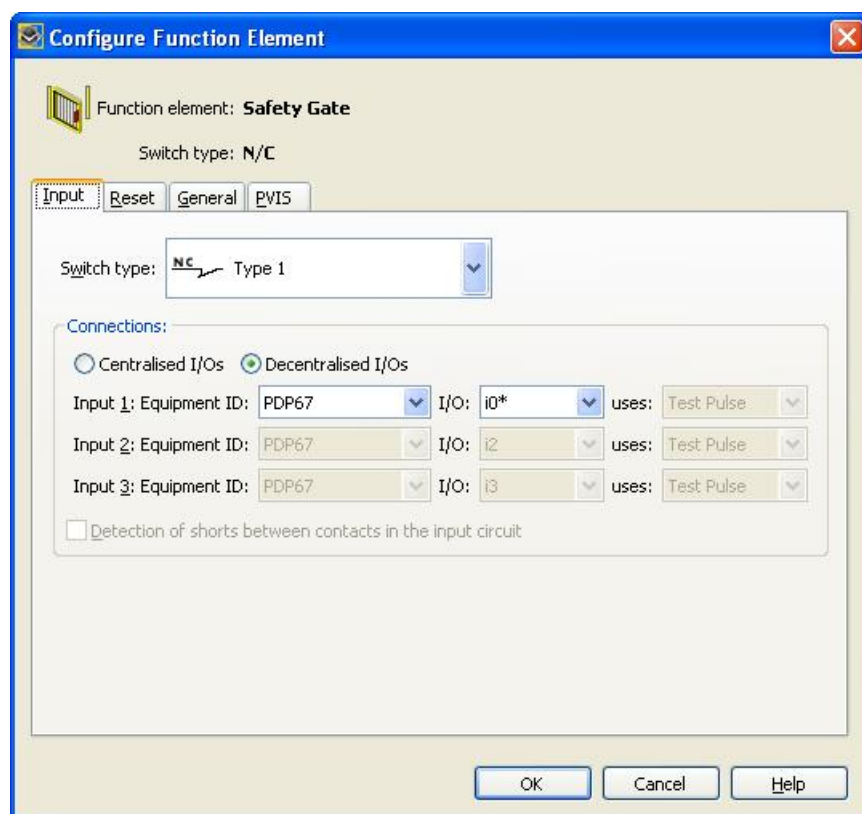 Configure Function Element
Function element: Safety Gate
Switch type: N/C
Input Reset General PVIS
Switch type: NC Type 1
Connections:
Centralised I/Os Decentralised I/Os
Input 1: Equipment ID: PDP67 I/O: i0* uses: Test Pulse
Input 2: Equipment ID: PDP67 I/O: i2 uses: Test Pulse
Input 3: Equipment ID: PDP67 I/O: i3 uses: Test Pulse
Detection of shorts between contacts in the input circuit
OK Cancel Help